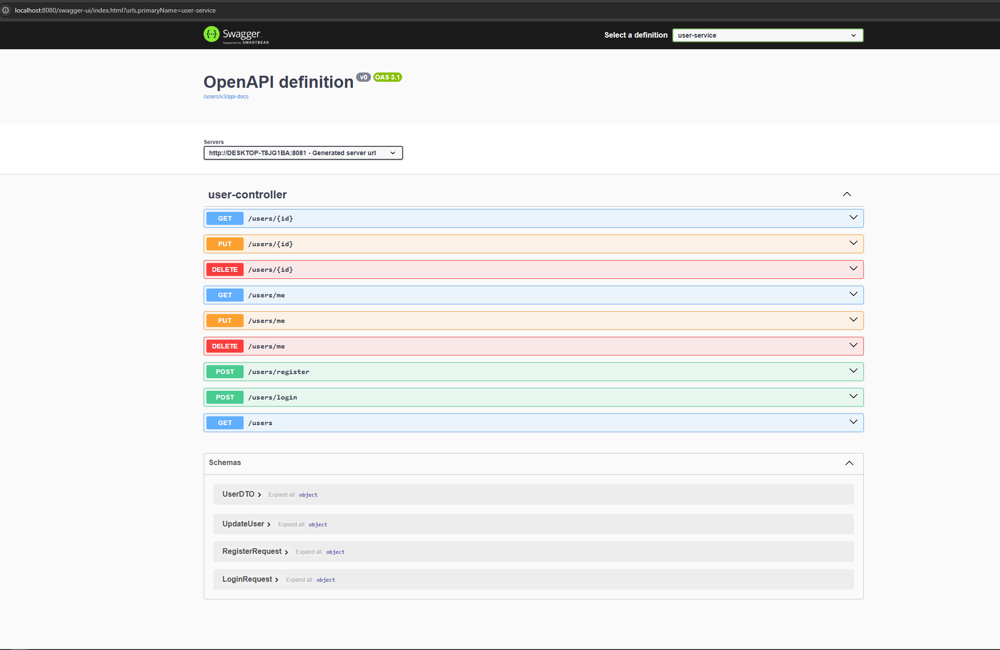 localhost:8080/swagger-ui/index.html?urls.primaryName=user-service
Swagger
Supported by SMARTBEAR
Select a definition
user-service
OpenAPI definition v0 OAS 3.1
/users/v3/api-docs
Servers
http://DESKTOP-T8JG1BA:8081 - Generated server url
user-controller
GET /users/{id}
PUT /users/{id}
DELETE /users/{id}
GET /users/me
PUT /users/me
DELETE /users/me
POST /users/register
POST /users/login
GET /users
Schemas
UserDTO Expand all object
UpdateUser Expand all object
RegisterRequest Expand all object
LoginRequest Expand all object